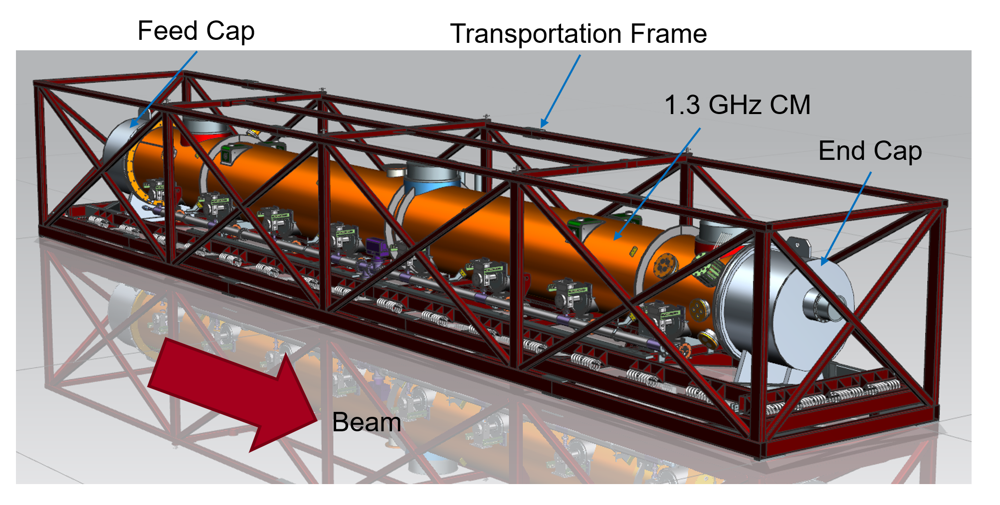 Feed Cap
Transportation Frame
1.3 GHz CM
End Cap
Beam